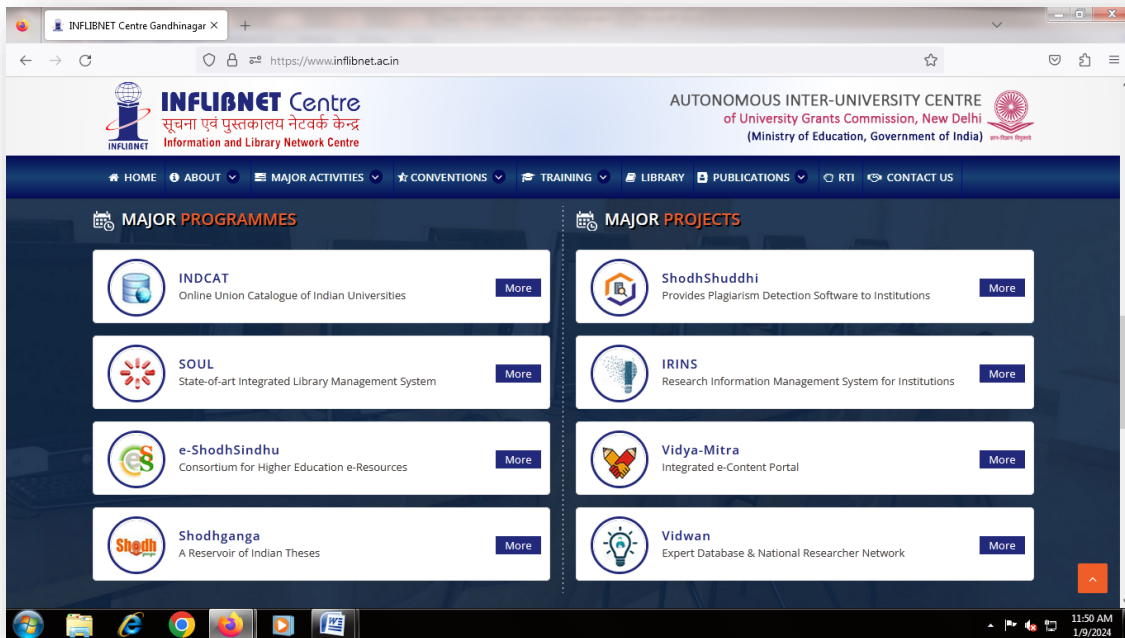 INFLIBNET Centre Gandhinagar
https://www.inflibnet.ac.in
INFLIBNET
INFLIBNET Centre
सूचना एवं पुस्तकालय नेटवर्क केन्द्र
Information and Library Network Centre
AUTONOMOUS INTER-UNIVERSITY CENTRE
of University Grants Commission, New Delhi
(Ministry of Education, Government of India)
HOME ABOUT MAJOR ACTIVITIES CONVENTIONS TRAINING LIBRARY PUBLICATIONS RTI CONTACT US
MAJOR PROGRAMMES
INDCAT
Online Union Catalogue of Indian Universities
More
SOUL
State-of-art Integrated Library Management System
More
e-ShodhSindhu
Consortium for Higher Education e-Resources
More
Shodh
Shodhganga
A Reservoir of Indian Theses
More
MAJOR PROJECTS
ShodhShuddhi
Provides Plagiarism Detection Software to Institutions
More
IRINS
Research Information Management System for Institutions
More
Vidya-Mitra
Integrated e-Content Portal
More
Vidwan
Expert Database & National Researcher Network
More
11:50 AM
1/9/2024